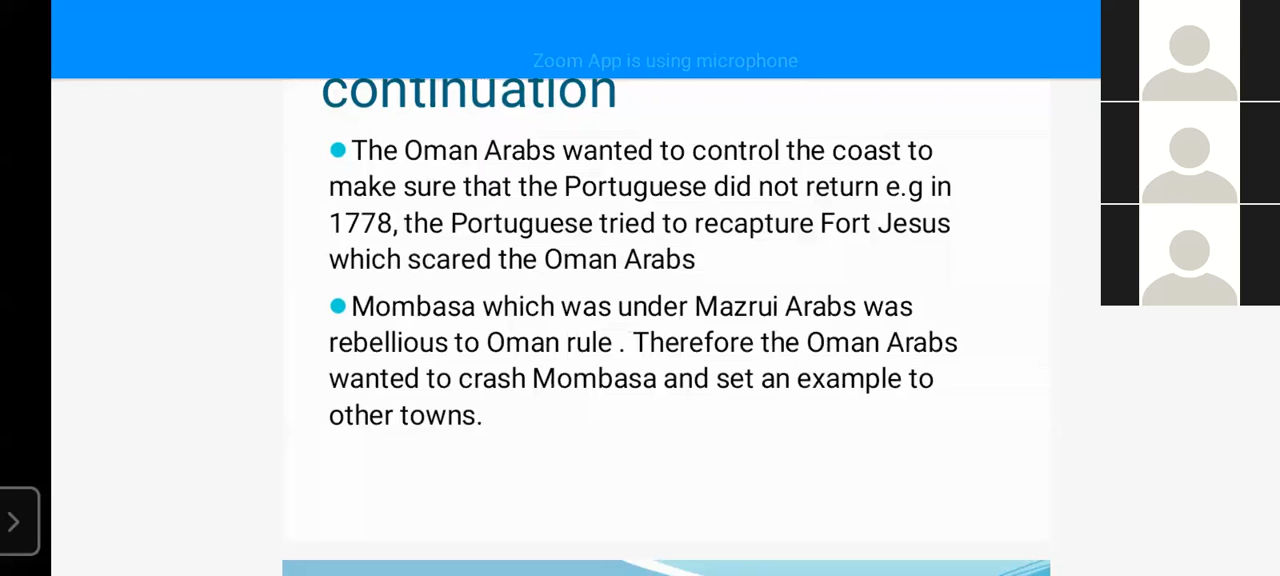 Zoom App is using microphone
continuation
The Oman Arabs wanted to control the coast to
make sure that the Portuguese did not return e.g in
1778, the Portuguese tried to recapture Fort Jesus
which scared the Oman Arabs
Mombasa which was under Mazrui Arabs was
rebellious to Oman rule . Therefore the Oman Arabs
wanted to crash Mombasa and set an example to
other towns.